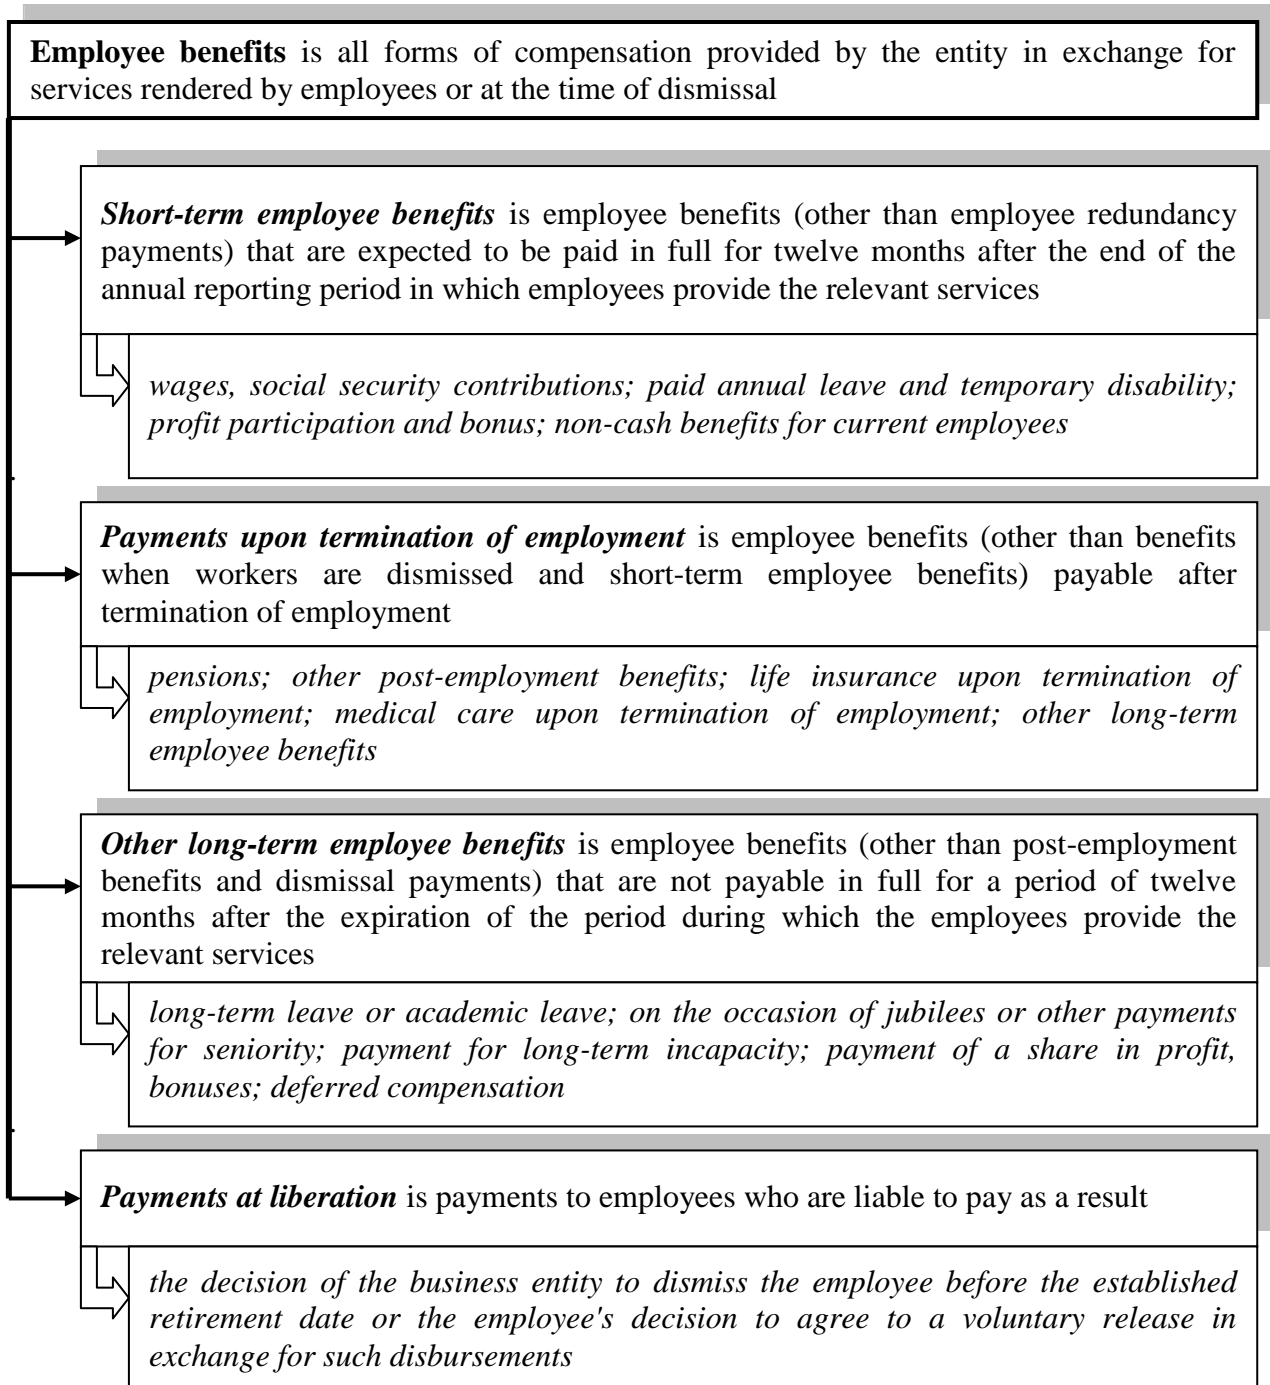 Employee benefits is all forms of compensation provided by the entity in exchange for
services rendered by employees or at the time of dismissal
Short-term employee benefits is employee benefits (other than employee redundancy
payments) that are expected to be paid in full for twelve months after the end of the
annual reporting period in which employees provide the relevant services
wages, social security contributions; paid annual leave and temporary disability;
profit participation and bonus; non-cash benefits for current employees
Payments upon termination of employment is employee benefits (other than benefits
when workers are dismissed and short-term employee benefits) payable after
termination of employment
pensions; other post-employment benefits; life insurance upon termination of
employment; medical care upon termination of employment; other long-term
employee benefits
Other long-term employee benefits is employee benefits (other than post-employment
benefits and dismissal payments) that are not payable in full for a period of twelve
months after the expiration of the period during which the employees provide the
relevant services
long-term leave or academic leave; on the occasion of jubilees or other payments
for seniority; payment for long-term incapacity; payment of a share in profit,
bonuses; deferred compensation
Payments at liberation is payments to employees who are liable to pay as a result
the decision of the business entity to dismiss the employee before the established
retirement date or the employee's decision to agree to a voluntary release in
exchange for such disbursements